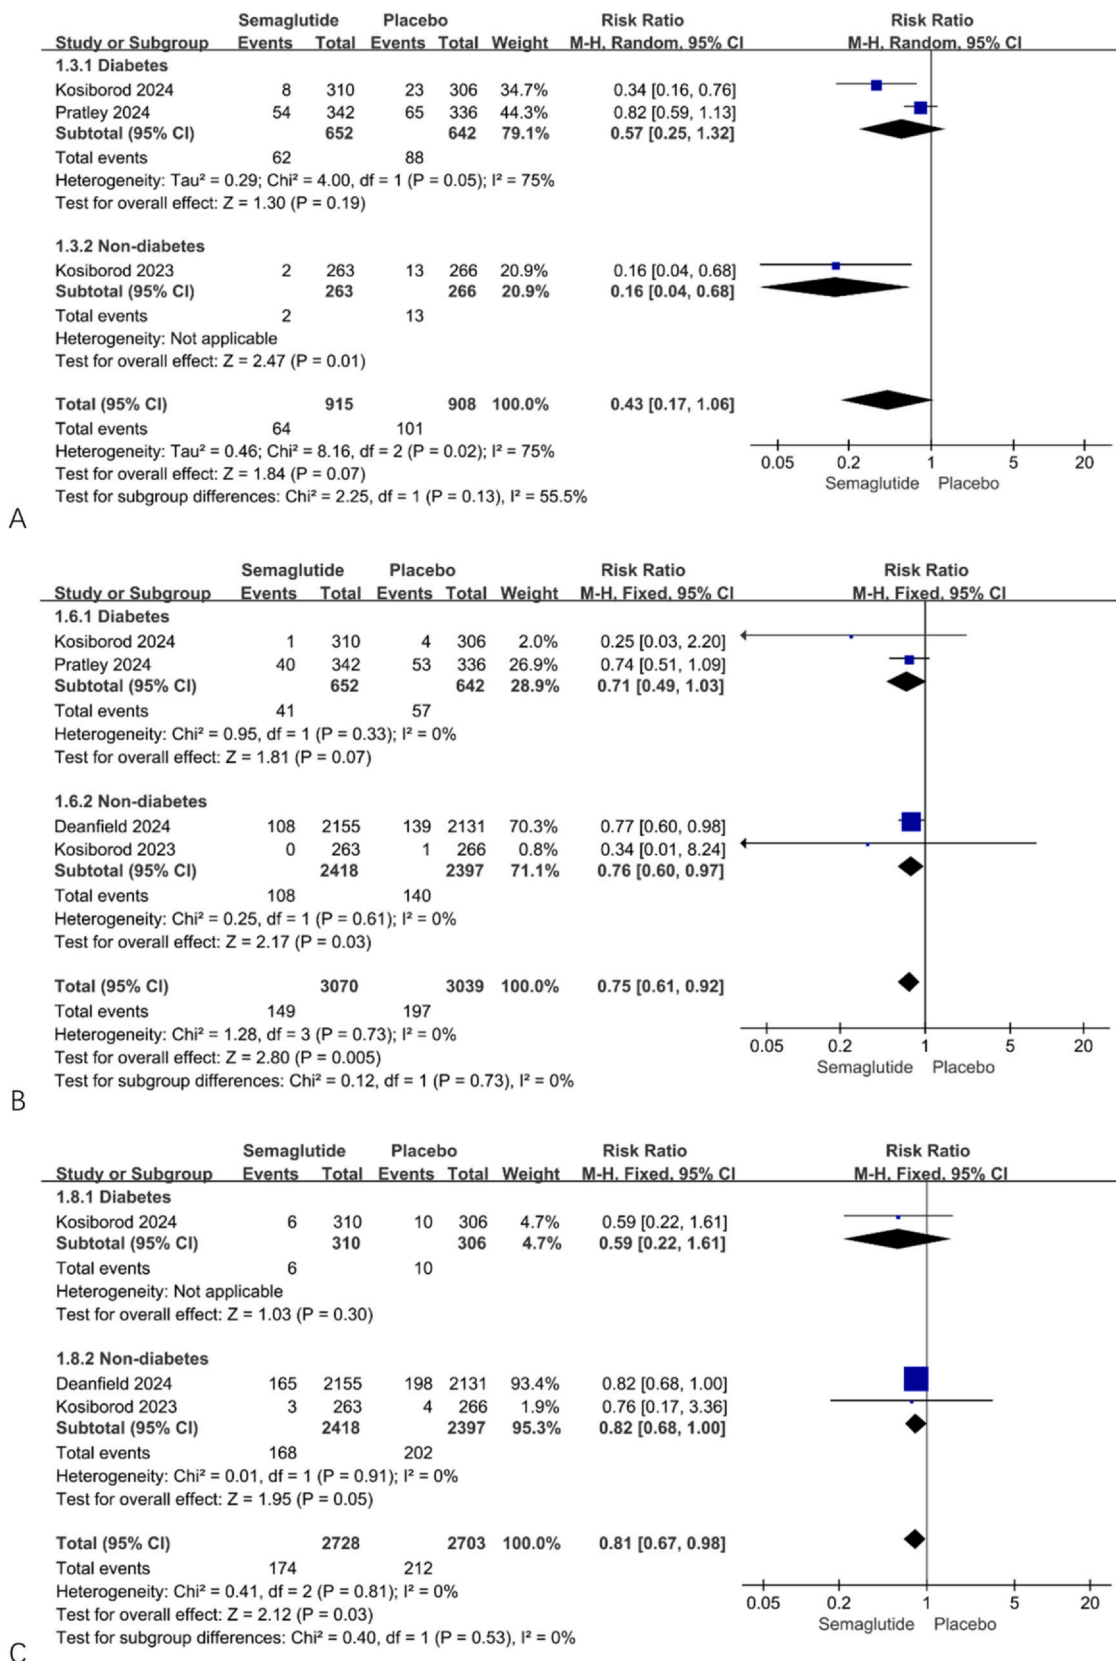 Semaglutide Placebo Risk Ratio Risk Ratio
Study or Subgroup Events Total Events Total Weight M-H, Random, 95% CI M-H, Random, 95% CI
1.3.1 Diabetes
Kosiborod 2024 8 310 23 306 34.7% 0.34 [0.16, 0.76]
Pratley 2024 54 342 65 336 44.3% 0.82 [0.59, 1.13]
Subtotal (95% CI) 652 642 79.1% 0.57 [0.25, 1.32]
Total events 62 88
Heterogeneity: Tau² = 0.29; Chi² = 4.00, df = 1 (P = 0.05); I² = 75%
Test for overall effect: Z = 1.30 (P = 0.19)
1.3.2 Non-diabetes
Kosiborod 2023 2 263 13 266 20.9% 0.16 [0.04, 0.68]
Subtotal (95% CI) 263 266 20.9% 0.16 [0.04, 0.68]
Total events 2 13
Heterogeneity: Not applicable
Test for overall effect: Z = 2.47 (P = 0.01)
Total (95% CI) 915 908 100.0% 0.43 [0.17, 1.06]
Total events 64 101
Heterogeneity: Tau² = 0.46; Chi² = 8.16, df = 2 (P = 0.02); I² = 75%
Test for overall effect: Z = 1.84 (P = 0.07)
Test for subgroup differences: Chi² = 2.25, df = 1 (P = 0.13), I² = 55.5%
0.05 0.2 1 5 20
Semaglutide Placebo
A
Semaglutide Placebo Risk Ratio Risk Ratio
Study or Subgroup Events Total Events Total Weight M-H, Fixed, 95% CI M-H, Fixed, 95% CI
1.6.1 Diabetes
Kosiborod 2024 1 310 4 306 2.0% 0.25 [0.03, 2.20]
Pratley 2024 40 342 53 336 26.9% 0.74 [0.51, 1.09]
Subtotal (95% CI) 652 642 28.9% 0.71 [0.49, 1.03]
Total events 41 57
Heterogeneity: Chi² = 0.95, df = 1 (P = 0.33); I² = 0%
Test for overall effect: Z = 1.81 (P = 0.07)
1.6.2 Non-diabetes
Deanfield 2024 108 2155 139 2131 70.3% 0.77 [0.60, 0.98]
Kosiborod 2023 0 263 1 266 0.8% 0.34 [0.01, 8.24]
Subtotal (95% CI) 2418 2397 71.1% 0.76 [0.60, 0.97]
Total events 108 140
Heterogeneity: Chi² = 0.25, df = 1 (P = 0.61); I² = 0%
Test for overall effect: Z = 2.17 (P = 0.03)
Total (95% CI) 3070 3039 100.0% 0.75 [0.61, 0.92]
Total events 149 197
Heterogeneity: Chi² = 1.28, df = 3 (P = 0.73); I² = 0%
Test for overall effect: Z = 2.80 (P = 0.005)
Test for subgroup differences: Chi² = 0.12, df = 1 (P = 0.73), I² = 0%
0.05 0.2 1 5 20
Semaglutide Placebo
B
Semaglutide Placebo Risk Ratio Risk Ratio
Study or Subgroup Events Total Events Total Weight M-H, Fixed, 95% CI M-H, Fixed, 95% CI
1.8.1 Diabetes
Kosiborod 2024 6 310 10 306 4.7% 0.59 [0.22, 1.61]
Subtotal (95% CI) 310 306 4.7% 0.59 [0.22, 1.61]
Total events 6 10
Heterogeneity: Not applicable
Test for overall effect: Z = 1.03 (P = 0.30)
1.8.2 Non-diabetes
Deanfield 2024 165 2155 198 2131 93.4% 0.82 [0.68, 1.00]
Kosiborod 2023 3 263 4 266 1.9% 0.76 [0.17, 3.36]
Subtotal (95% CI) 2418 2397 95.3% 0.82 [0.68, 1.00]
Total events 168 202
Heterogeneity: Chi² = 0.01, df = 1 (P = 0.91); I² = 0%
Test for overall effect: Z = 1.95 (P = 0.05)
Total (95% CI) 2728 2703 100.0% 0.81 [0.67, 0.98]
Total events 174 212
Heterogeneity: Chi² = 0.41, df = 2 (P = 0.81); I² = 0%
Test for overall effect: Z = 2.12 (P = 0.03)
Test for subgroup differences: Chi² = 0.40, df = 1 (P = 0.53), I² = 0%
0.05 0.2 1 5 20
Semaglutide Placebo
C